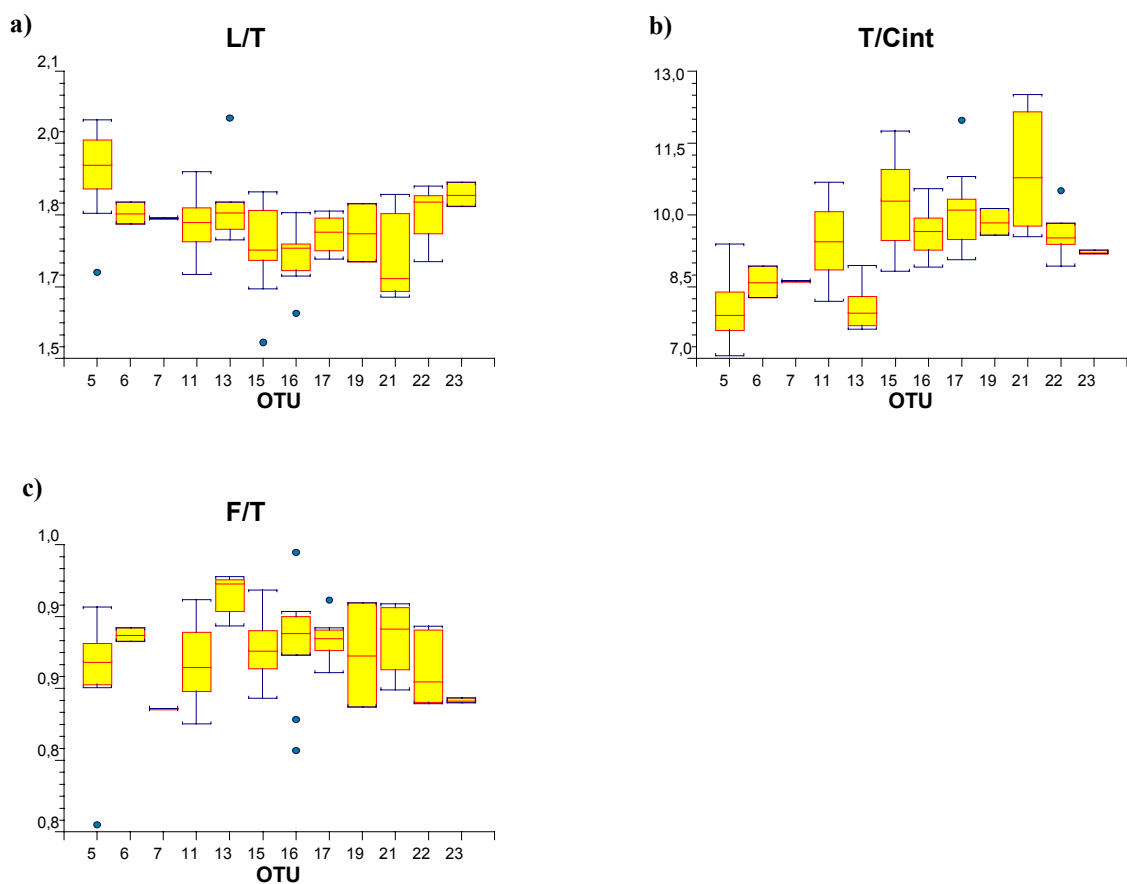 a)
L/T
2,1
2,0
1,8
1,7
1,5
5 6 7 11 13 15 16 17 19 21 22 23
OTU
b)
T/Cint
13,0
11,5
10,0
8,5
7,0
5 6 7 11 13 15 16 17 19 21 22 23
OTU
c)
F/T
1,0
0,9
0,9
0,8
0,8
5 6 7 11 13 15 16 17 19 21 22 23
OTU